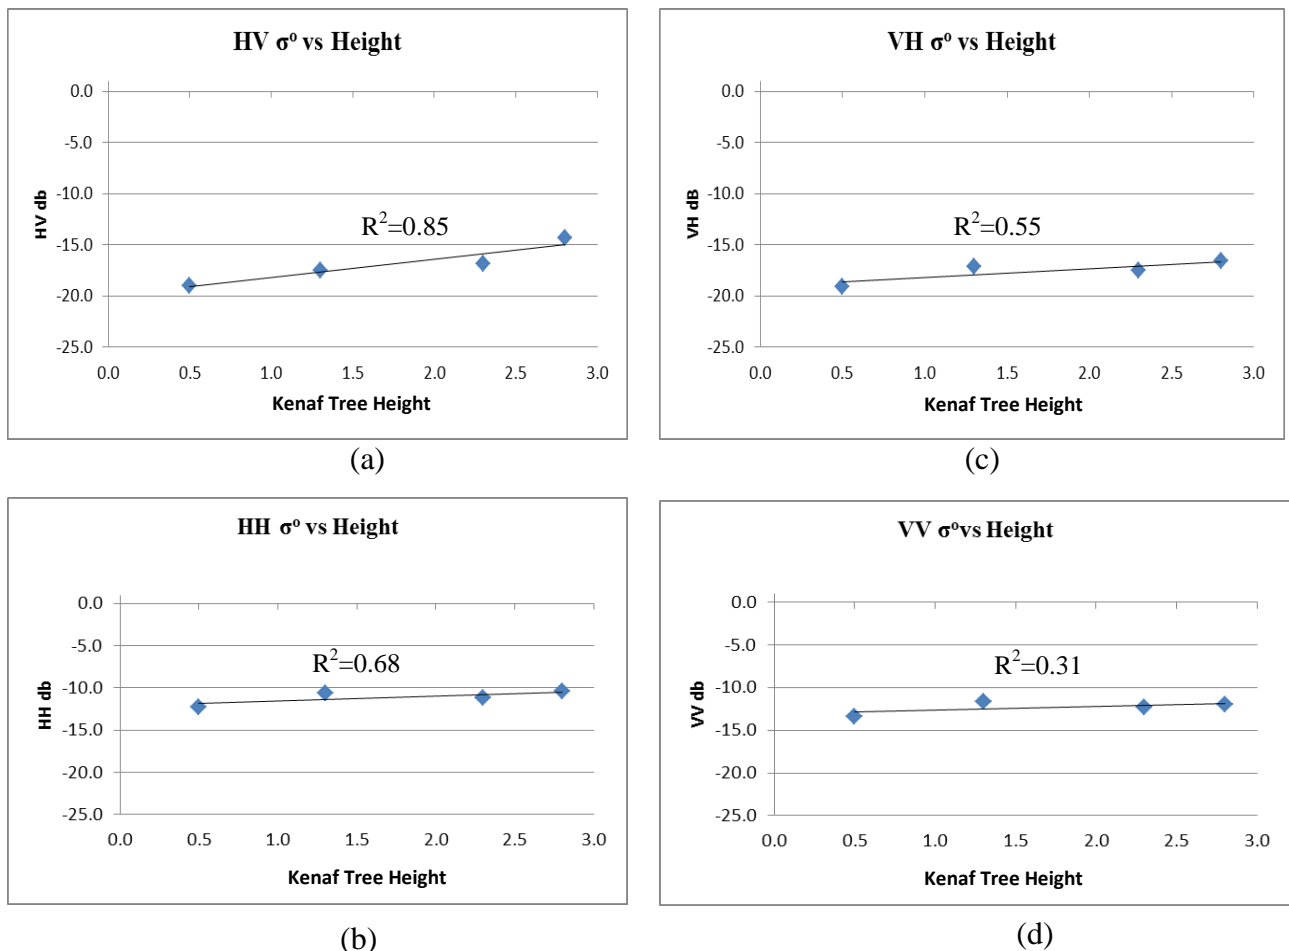 HV σº vs Height
0.0
-5.0
-10.0
-15.0
-20.0
-25.0
HV db
R²=0.85
0.0 0.5 1.0 1.5 2.0 2.5 3.0
Kenaf Tree Height
(a)
VH σº vs Height
0.0
-5.0
-10.0
-15.0
-20.0
-25.0
VH dB
R²=0.55
0.0 0.5 1.0 1.5 2.0 2.5 3.0
Kenaf Tree Height
(c)
HH σº vs Height
0.0
-5.0
-10.0
-15.0
-20.0
-25.0
HH db
R²=0.68
0.0 0.5 1.0 1.5 2.0 2.5 3.0
Kenaf Tree Height
(b)
VV σºvs Height
0.0
-5.0
-10.0
-15.0
-20.0
-25.0
VV db
R²=0.31
0.0 0.5 1.0 1.5 2.0 2.5 3.0
Kenaf Tree Height
(d)